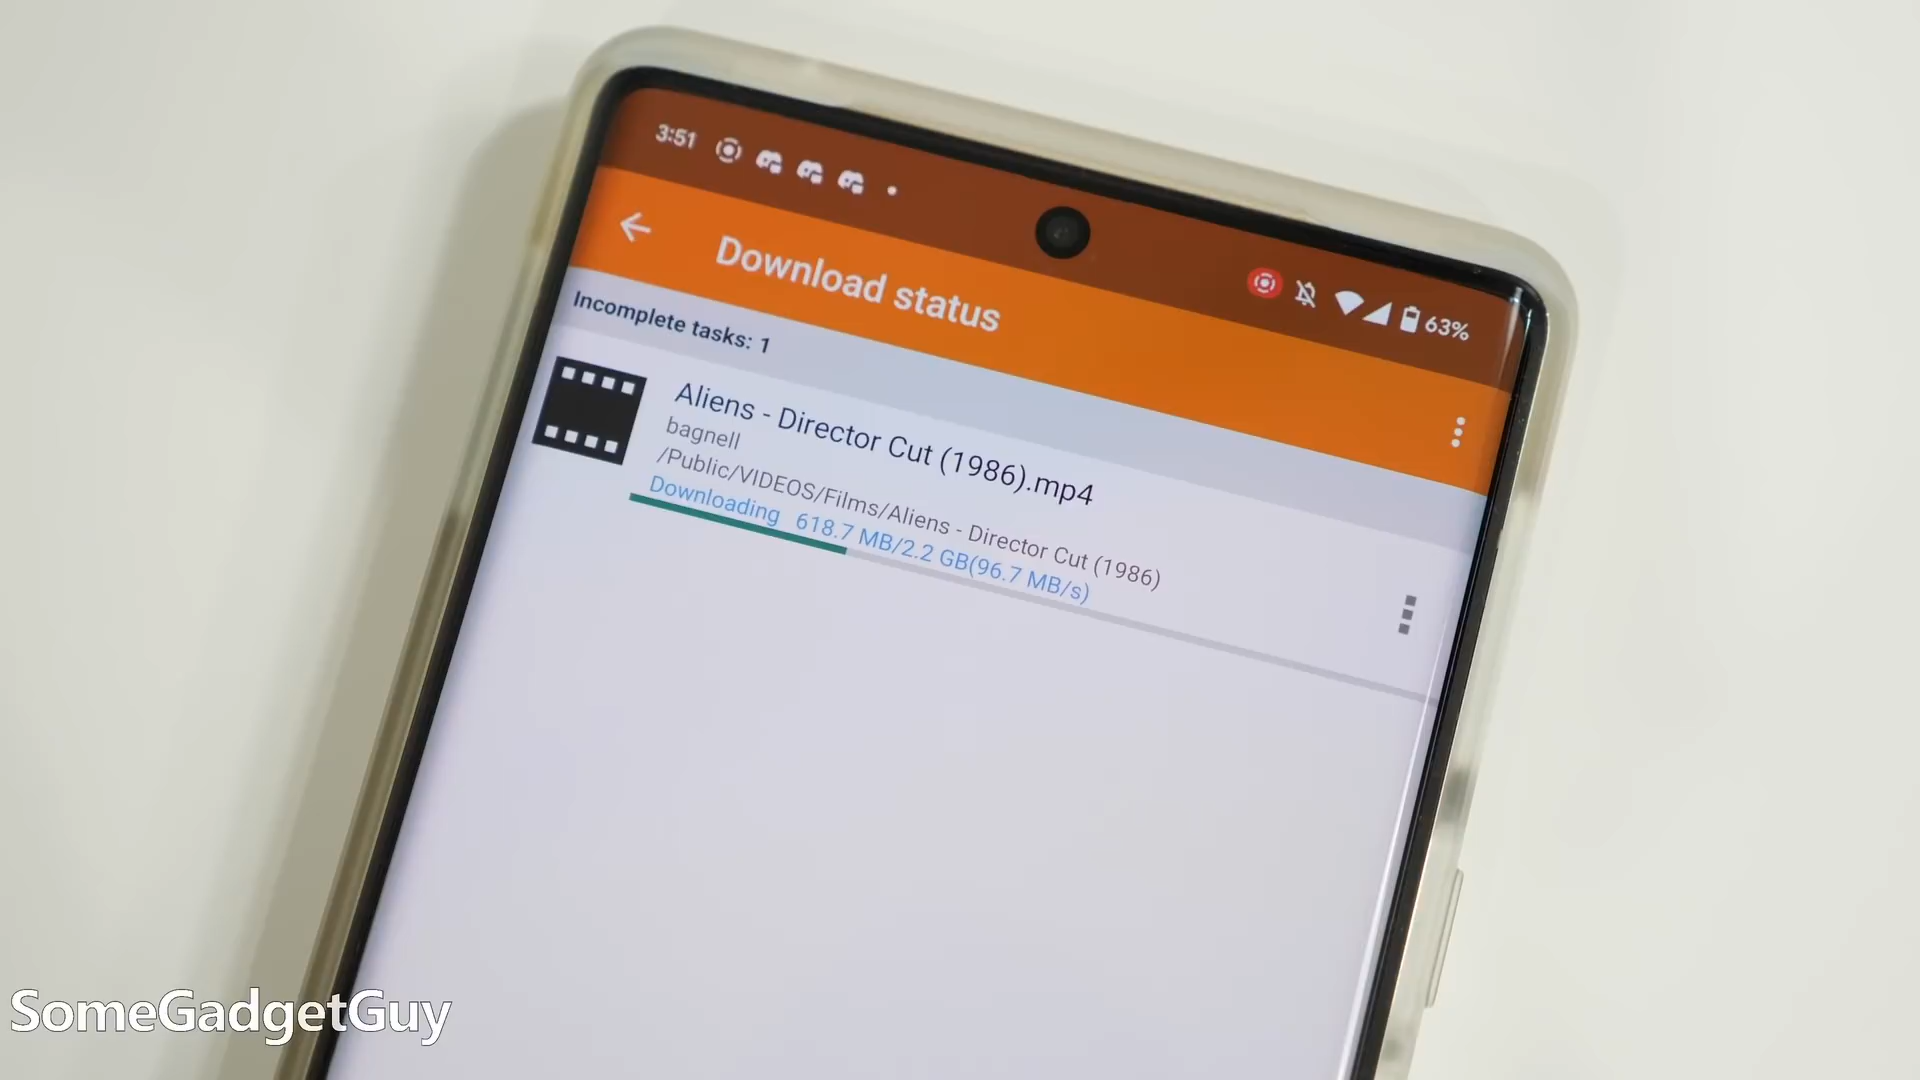 3:51
63%
Download status
Incomplete tasks: 1
Aliens - Director Cut (1986).mp4
bagnell
/Public/VIDEOS/Films/Aliens - Director Cut (1986)
Downloading 618.7 MB/2.2 GB(96.7 MB/s)
SomeGadgetGuy